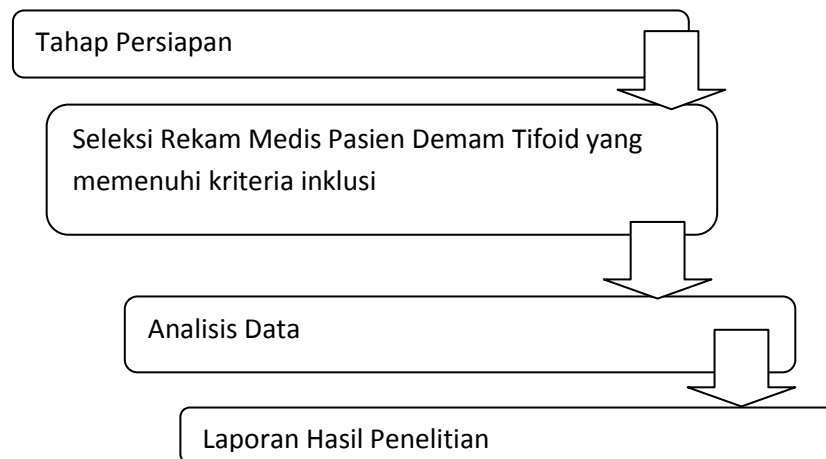 Tahap Persiapan
Seleksi Rekam Medis Pasien Demam Tifoid yang
memenuhi kriteria inklusi
Analisis Data
Laporan Hasil Penelitian